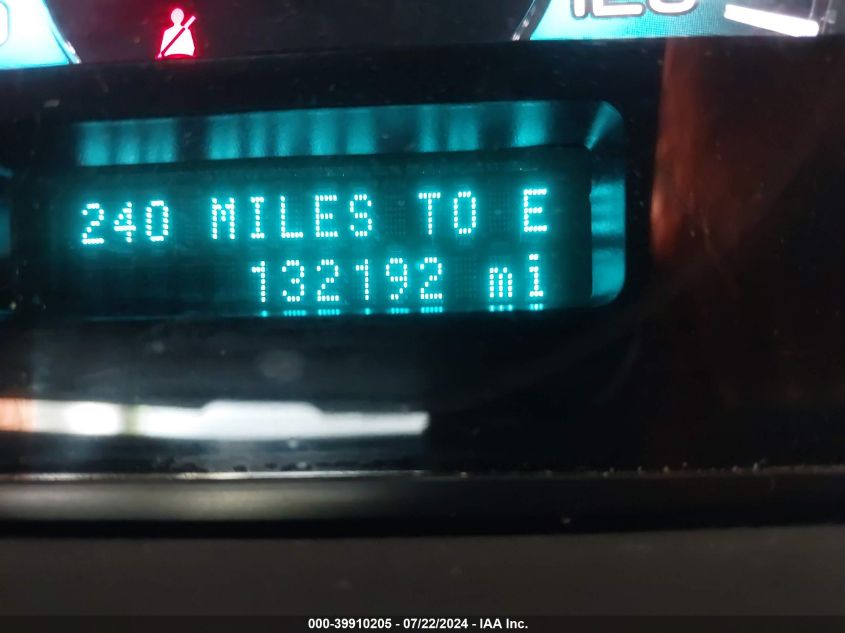 240 MILES TO E
132192 mi
000-39910205 - 07/22/2024 - IAA Inc.